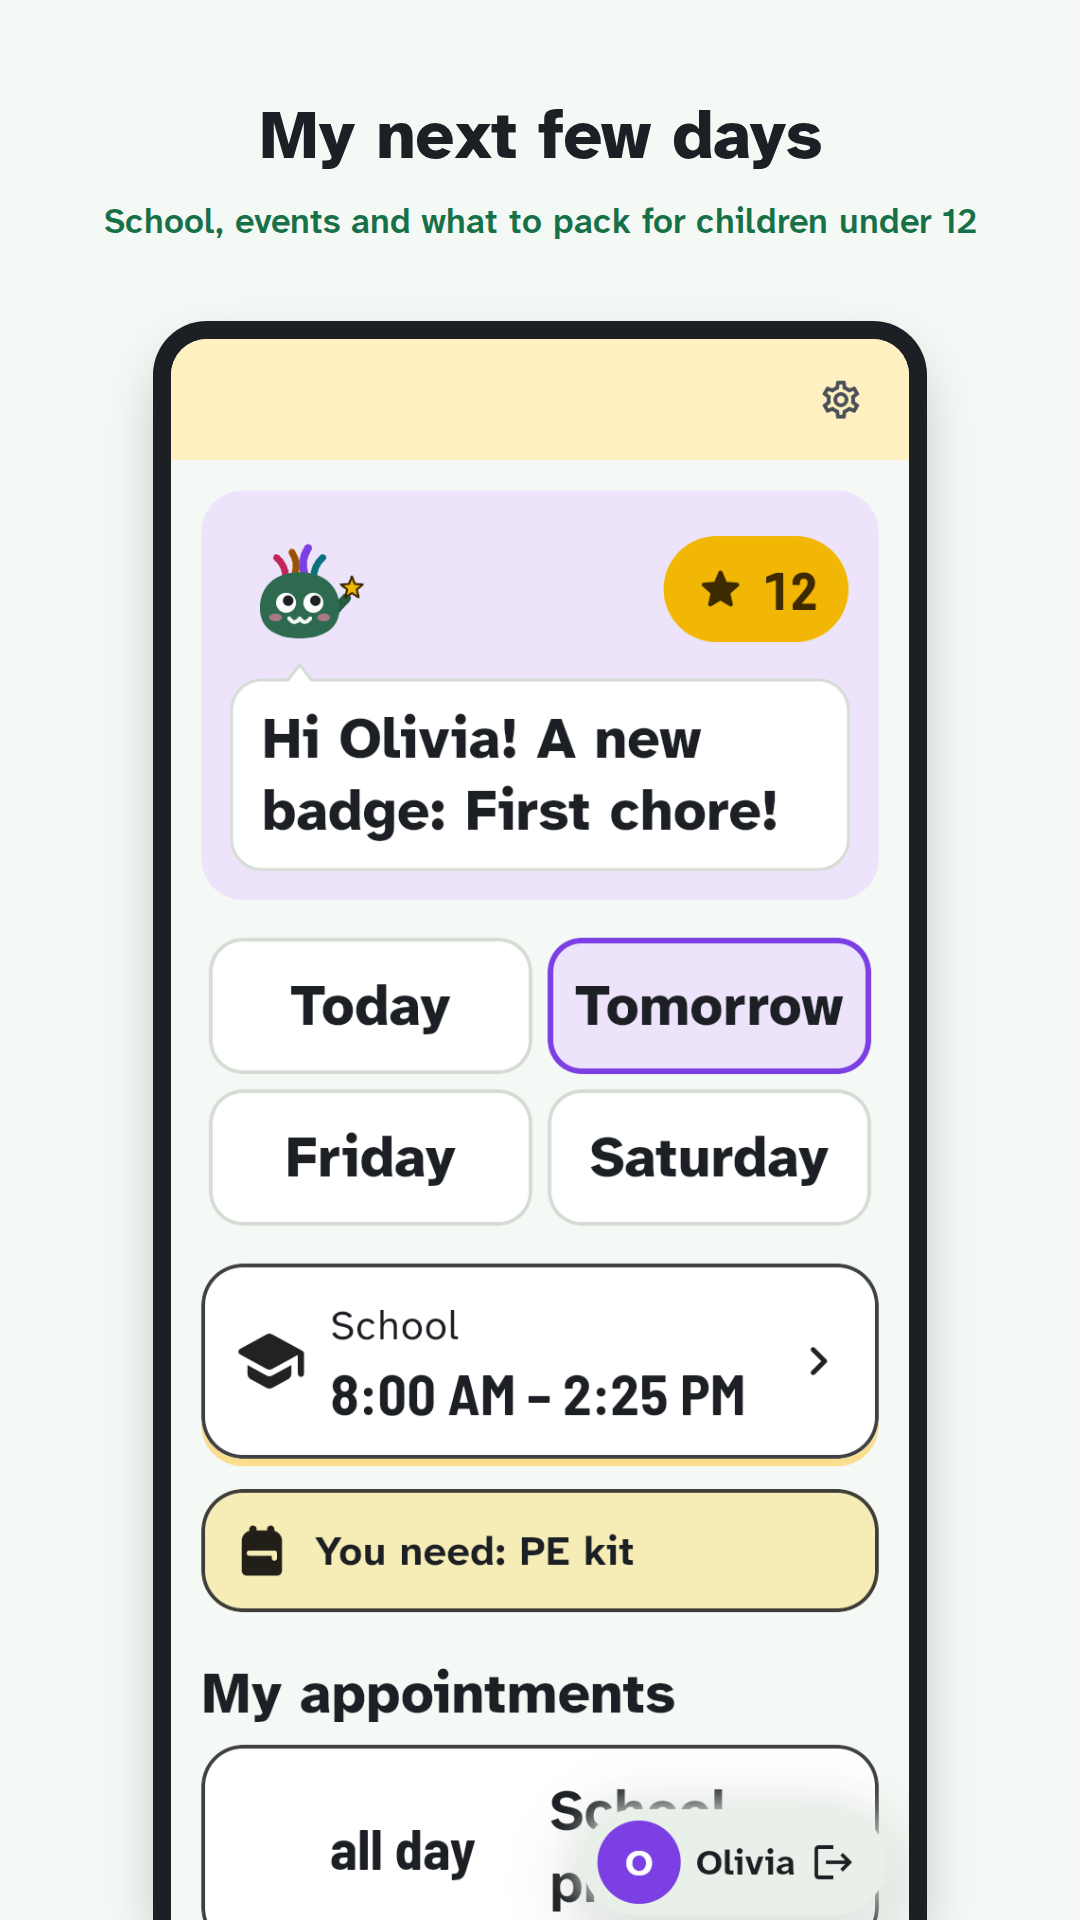 My next few days
School, events and what to pack for children under 12
12
Hi Olivia! A new
badge: First chore!
Today
Tomorrow
Friday
Saturday
School
8:00 AM – 2:25 PM
You need: PE kit
My appointments
all day
School
O
Olivia